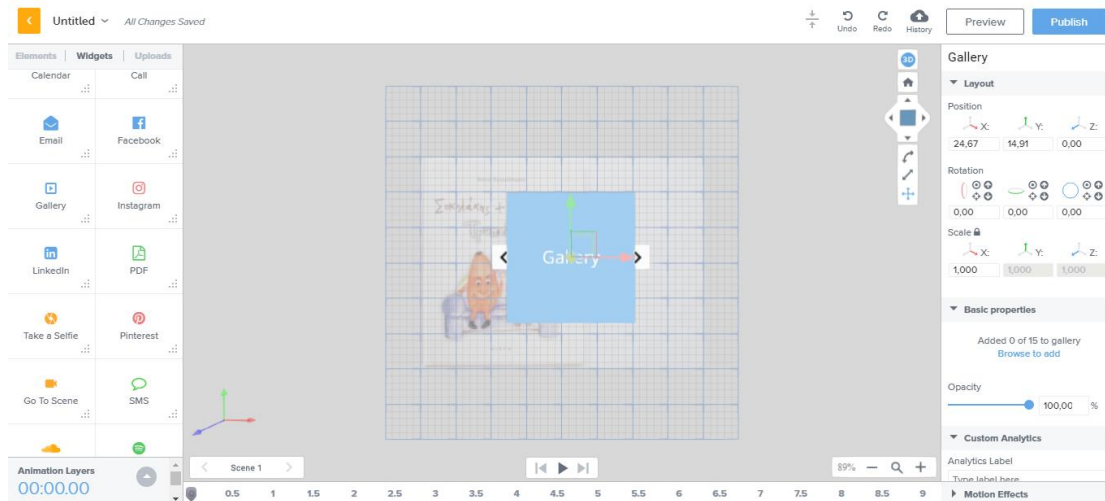 Untitled All Changes Saved Undo Redo History Preview Publish
Elements Widgets Uploads
Calendar Call
Email Facebook
Gallery Instagram
LinkedIn PDF
Take a Selfie Pinterest
Go To Scene SMS
Animation Layers
00:00.00
3D
Gallery
Scene 1
89%
0.5 1 1.5 2 2.5 3 3.5 4 4.5 5 5.5 6 6.5 7 7.5 8 8.5 9
Gallery
Layout
Position
X: Y: Z:
24,67 14,91 0,00
Rotation
0,00 0,00 0,00
Scale
X: Y: Z:
1,000 1,000 1,000
Basic properties
Added 0 of 15 to gallery
Browse to add
Opacity
100,00 %
Custom Analytics
Analytics Label
Type label here
Motion Effects